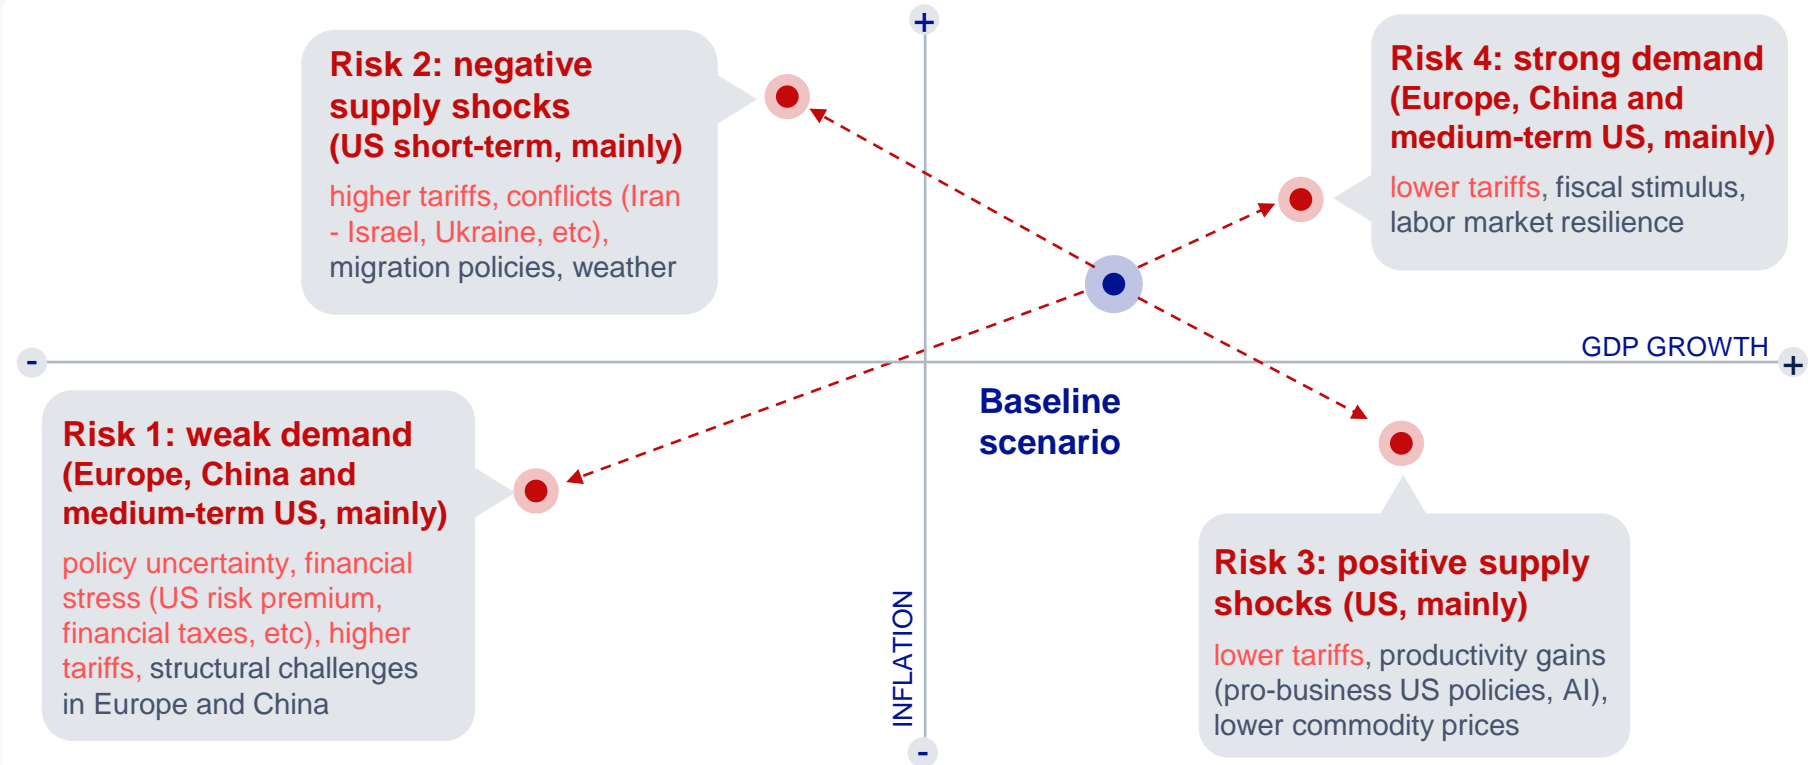 +
Risk 2: negative
supply shocks
(US short-term, mainly)
higher tariffs, conflicts (Iran
- Israel, Ukraine, etc),
migration policies, weather
Risk 4: strong demand
(Europe, China and
medium-term US, mainly)
lower tariffs, fiscal stimulus,
labor market resilience
-
GDP GROWTH
+
Baseline
scenario
Risk 1: weak demand
(Europe, China and
medium-term US, mainly)
policy uncertainty, financial
stress (US risk premium,
financial taxes, etc), higher
tariffs, structural challenges
in Europe and China
INFLATION
-
Risk 3: positive supply
shocks (US, mainly)
lower tariffs, productivity gains
(pro-business US policies, AI),
lower commodity prices